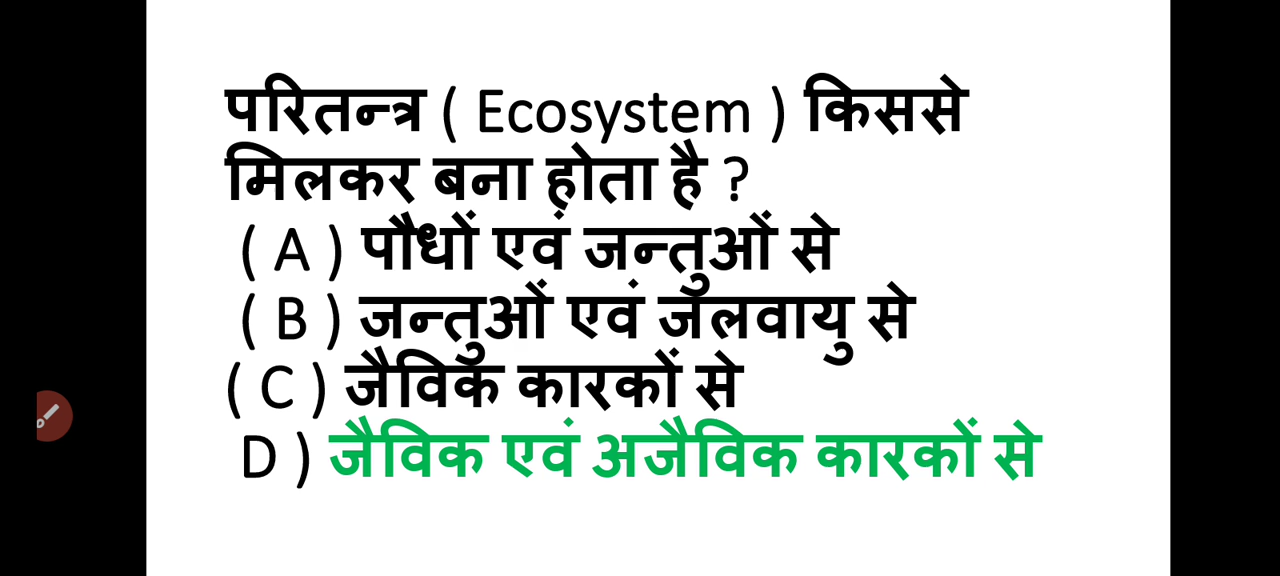 परितन्त्र ( Ecosystem ) किससे
मिलकर बना होता है ?
( A ) पौधों एवं जन्तुओं से
( B ) जन्तुओं एवं जलवायु से
( C ) जैविक कारकों से
D ) जैविक एवं अजैविक कारकों से